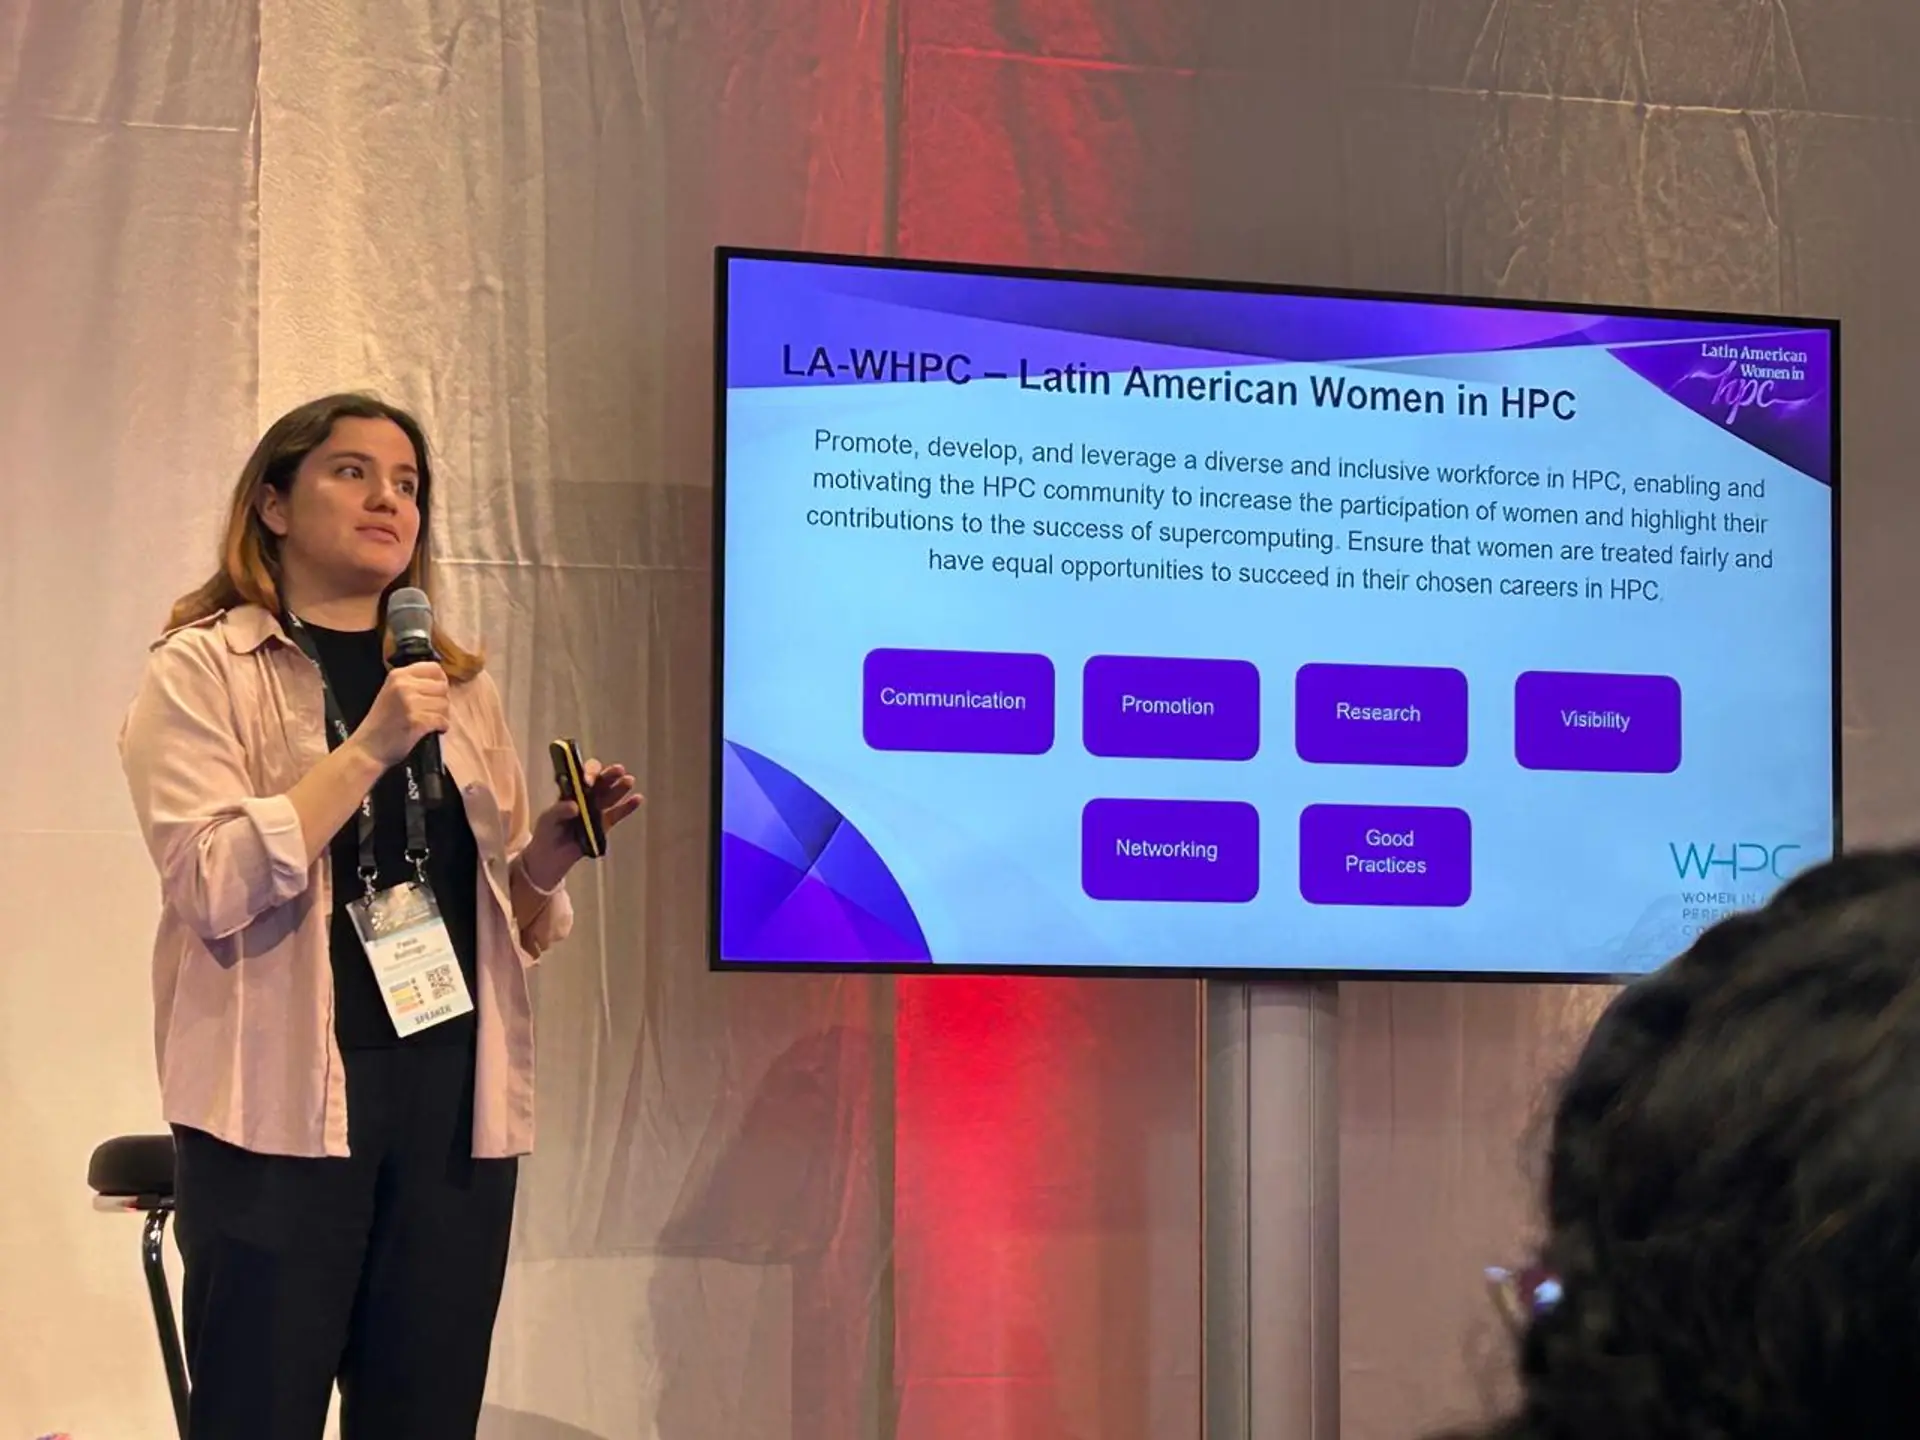 LA-WHPC – Latin American Women in HPC
Latin American
Women in
hpc
Promote, develop, and leverage a diverse and inclusive workforce in HPC, enabling and
motivating the HPC community to increase the participation of women and highlight their
contributions to the success of supercomputing. Ensure that women are treated fairly and
have equal opportunities to succeed in their chosen careers in HPC.
Communication
Promotion
Research
Visibility
Networking
Good
Practices
WHPC
WOMEN IN
SPEAKER